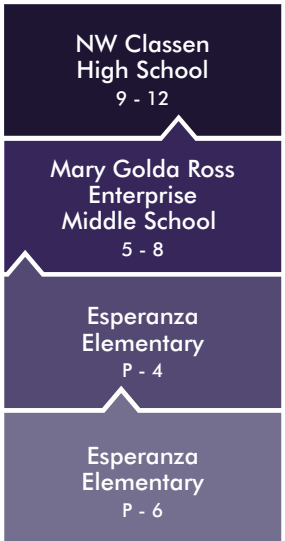 NW Classen
High School
9 - 12
Mary Golda Ross
Enterprise
Middle School
5 - 8
Esperanza
Elementary
P - 4
Esperanza
Elementary
P - 6